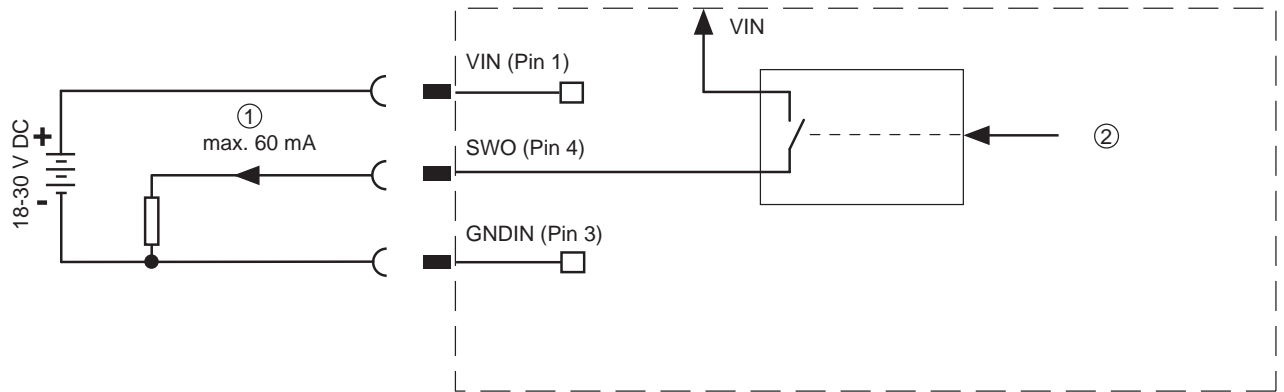 VIN
VIN (Pin 1)
①
max. 60 mA
18-30 V DC
+
-
SWO (Pin 4)
②
GNDIN (Pin 3)